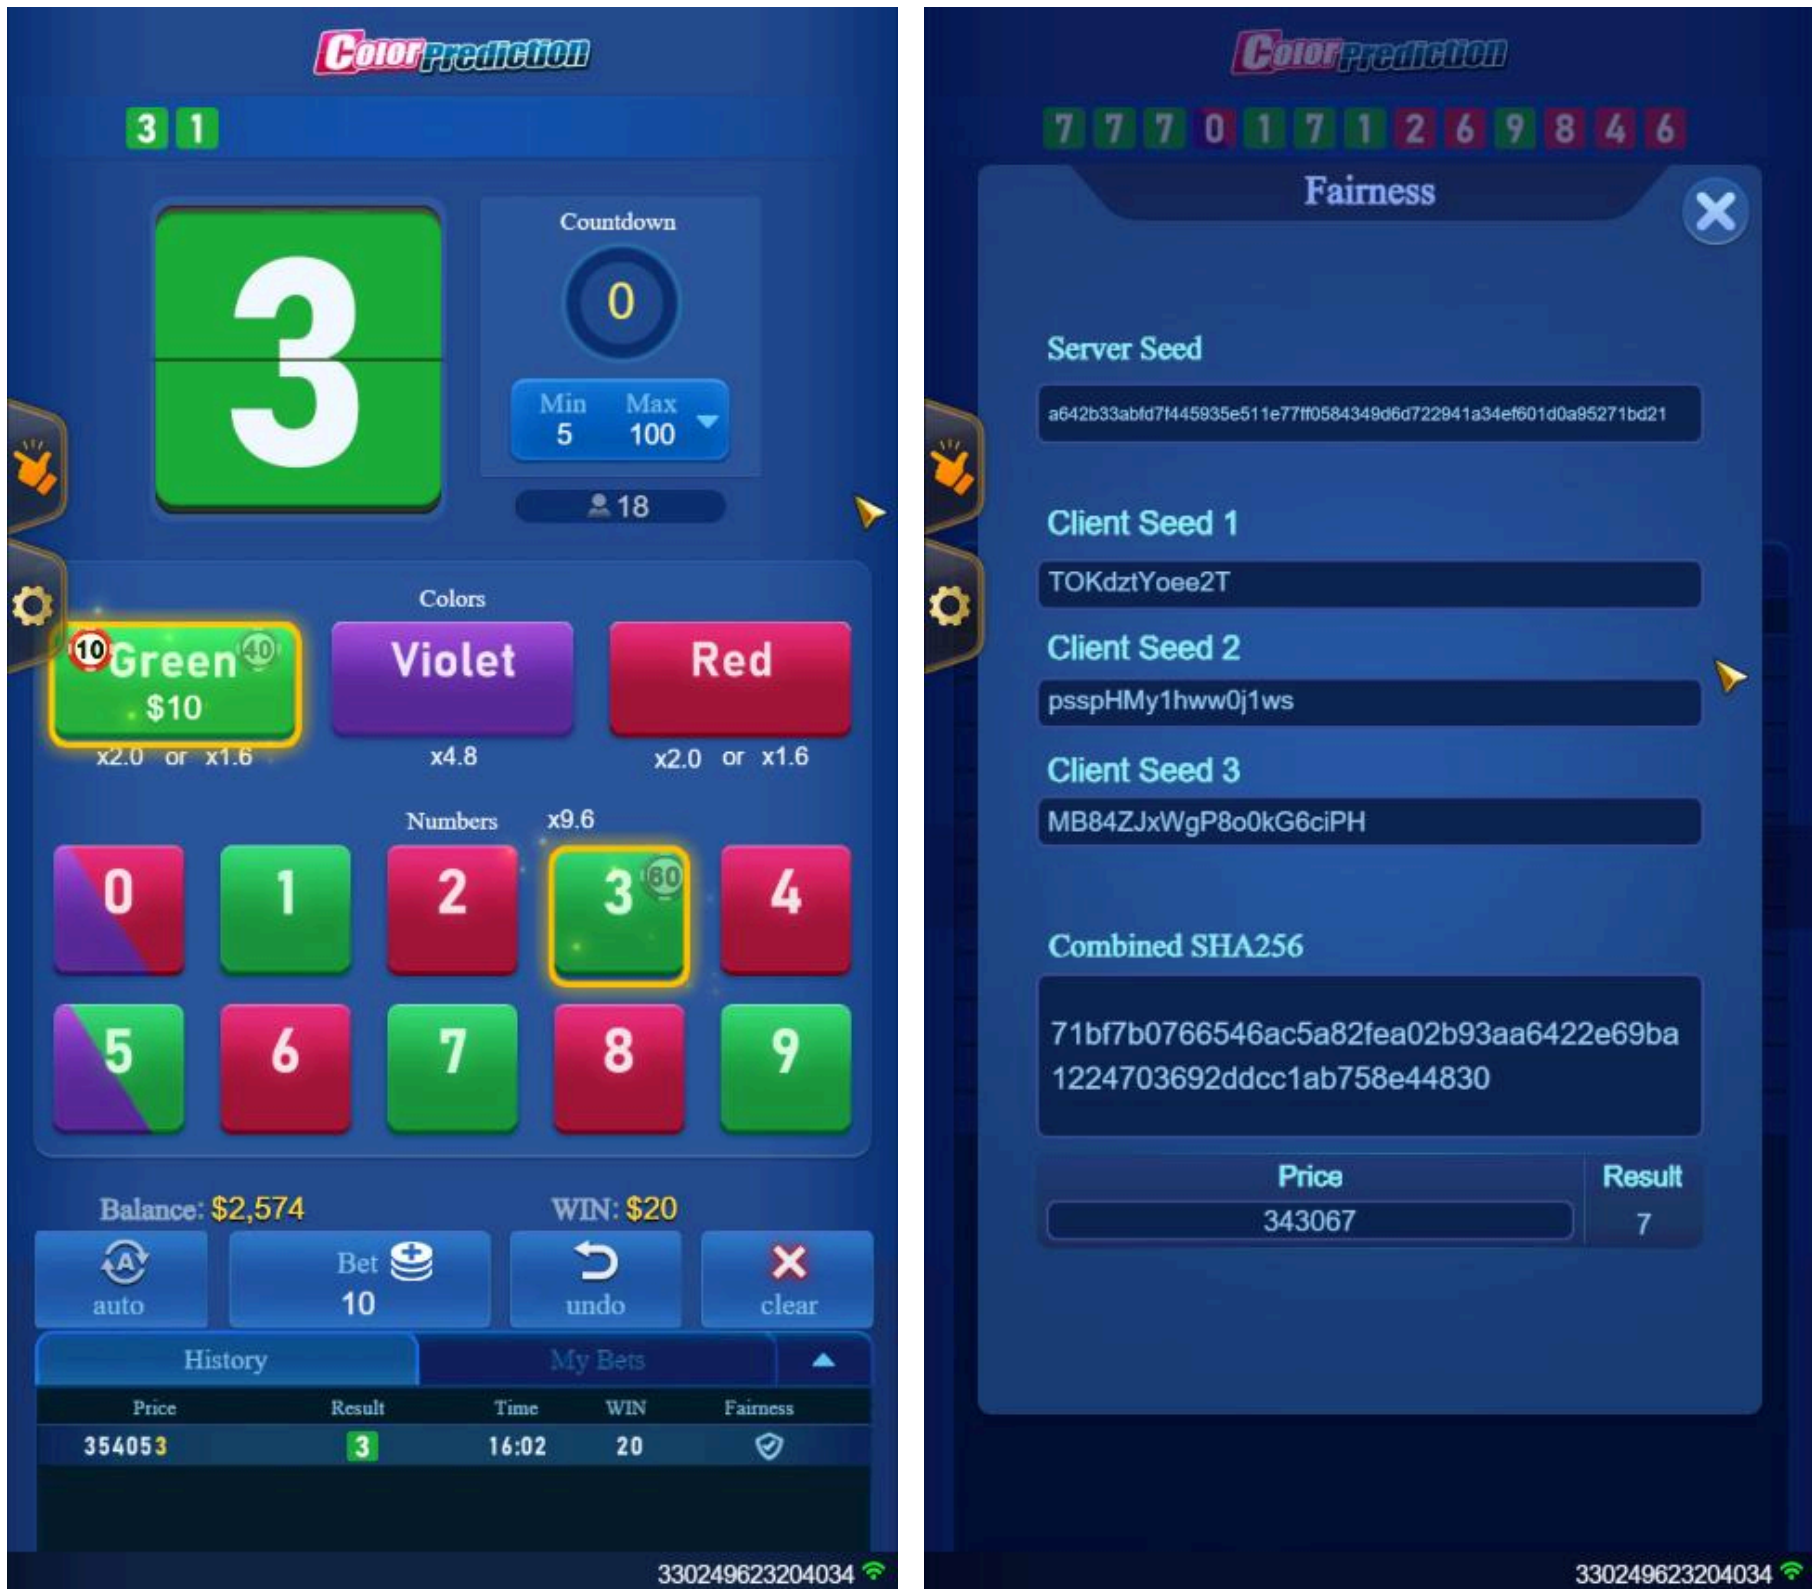 Color Prediction
3 1
3
Countdown
0
Min Max
5 100
18
Colors
10 Green 40
$10
Violet
Red
x2.0 or x1.6
x4.8
x2.0 or x1.6
Numbers x9.6
0 1 2 3 60 4
5 6 7 8 9
Balance: $2,574 WIN: $20
A
auto
Bet
10
undo
clear
History My Bets
Price Result Time WIN Fairness
354053 3 16:02 20
330249623204034
Color Prediction
7 7 7 0 1 7 1 2 6 9 8 4 6
Fairness
Server Seed
a642b33abfd7f445935e511e77ff0584349d6d722941a34ef601d0a95271bd21
Client Seed 1
TOKdztYoee2T
Client Seed 2
psspHMy1hww0j1ws
Client Seed 3
MB84ZJxWgP8o0kG6ciPH
Combined SHA256
71bf7b0766546ac5a82fea02b93aa6422e69ba
1224703692ddcc1ab758e44830
Price Result
343067 7
330249623204034